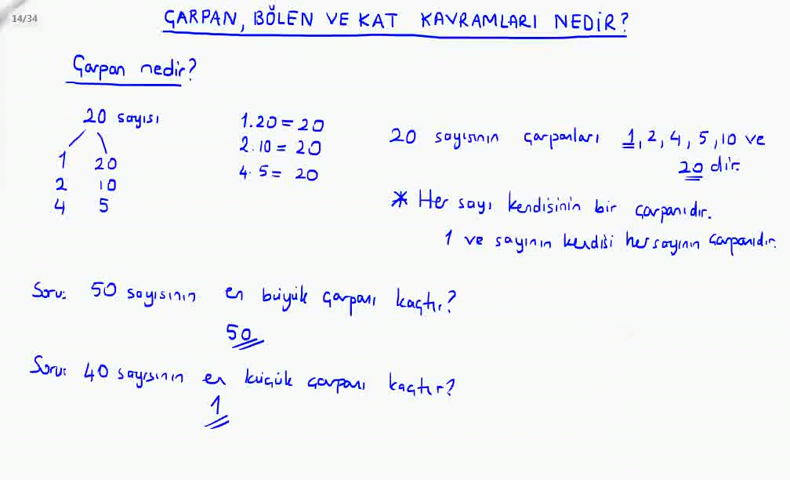 14/34
ÇARPAN, BÖLEN VE KAT KAVRAMLARI NEDİR?
Çarpan nedir?
20 sayısı
1 20
2 10
4 5
1.20 = 20
2.10 = 20
4.5 = 20
20 sayısının çarpanları 1, 2, 4, 5, 10 ve
20 dir.
* Her sayı kendisinin bir çarpanıdır.
1 ve sayının kendisi her sayının çarpanıdır.
Soru: 50 sayısının en büyük çarpanı kaçtır?
50
Soru: 40 sayısının en küçük çarpanı kaçtır?
1